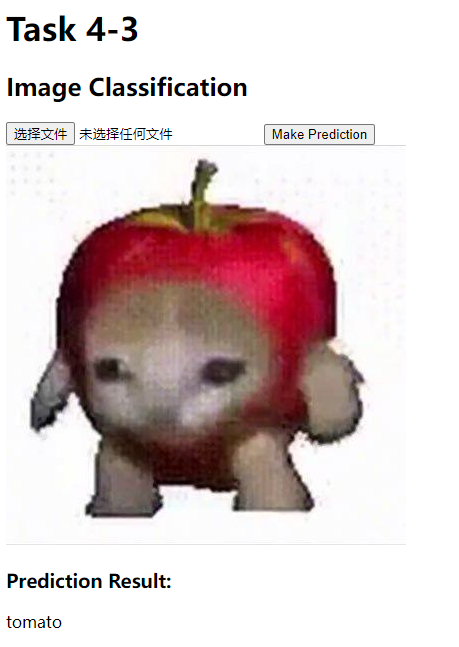 Task 4-3
Image Classification
选择文件 未选择任何文件 Make Prediction
Prediction Result:
tomato